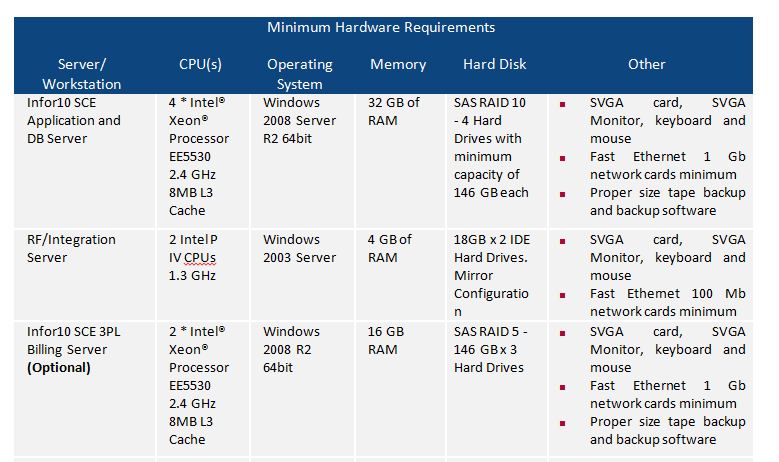 Minimum Hardware Requirements
Server/
Workstation
CPU(s)
Operating
System
Memory
Hard Disk
Other
Infor10 SCE
Application and
DB Server
4 * Intel®
Xeon®
Processor
EE5530
2.4 GHz
8MB L3
Cache
Windows
2008 Server
R2 64bit
32 GB of
RAM
SAS RAID 10
- 4 Hard
Drives with
minimum
capacity of
146 GB each
▪ SVGA card, SVGA
Monitor, keyboard and
mouse
▪ Fast Ethernet 1 Gb
network cards minimum
▪ Proper size tape backup
and backup software
RF/Integration
Server
2 Intel P
IV CPUs
1.3 GHz
Windows
2003 Server
4 GB of
RAM
18GB x 2 IDE
Hard Drives.
Mirror
Configuratio
n
▪ SVGA card, SVGA
Monitor, keyboard and
mouse
▪ Fast Ethernet 100 Mb
network cards minimum
Infor10 SCE 3PL
Billing Server
(Optional)
2 * Intel®
Xeon®
Processor
EE5530
2.4 GHz
8MB L3
Cache
Windows
2008 R2
64bit
16 GB
RAM
SAS RAID 5 -
146 GB x 3
Hard Drives
▪ SVGA card, SVGA
Monitor, keyboard and
mouse
▪ Fast Ethernet 1 Gb
network cards minimum
▪ Proper size tape backup
and backup software